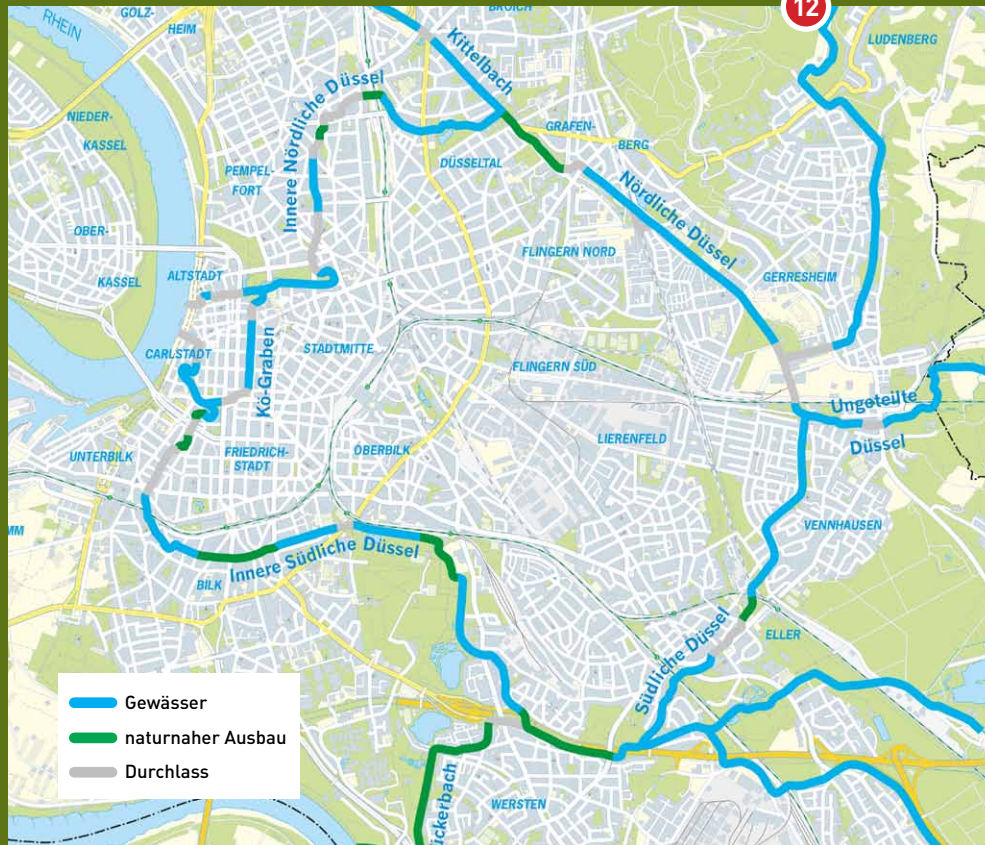 RHEIN
GOLZ-
HEIM
BROICH
12
LUDENBERG
Kittelbach
NIEDER-
KASSEL
Innere Nördliche Düssel
GRAFEN-
BERG
DÜSSELTAL
PEMPEL-
FORT
Nördliche Düssel
OBER-
KASSEL
FLINGERN NORD
ALTSTADT
GERRESHEIM
Kö-Graben
CARLSTADT
STADTMITTE
FLINGERN SÜD
Ungeteilte
Düssel
UNTERBILK
FRIEDRICH-
STADT
OBERBILK
LIERENFELD
VENNHAUSEN
MM
Innere Südliche Düssel
BILK
Südliche Düssel
ELLER
Gewässer
naturnaher Ausbau
Durchlass
ückerbach
WERSTEN